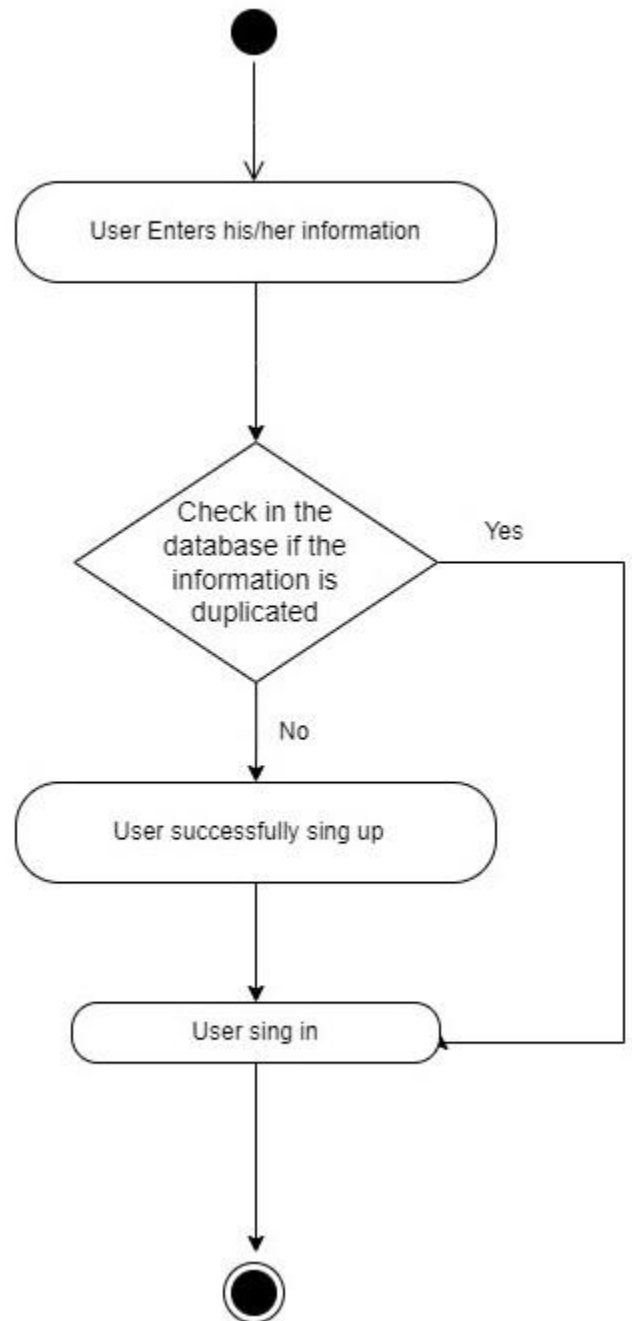 User Enters his/her information
Check in the
database if the
information is
duplicated
Yes
No
User successfully sing up
User sing in